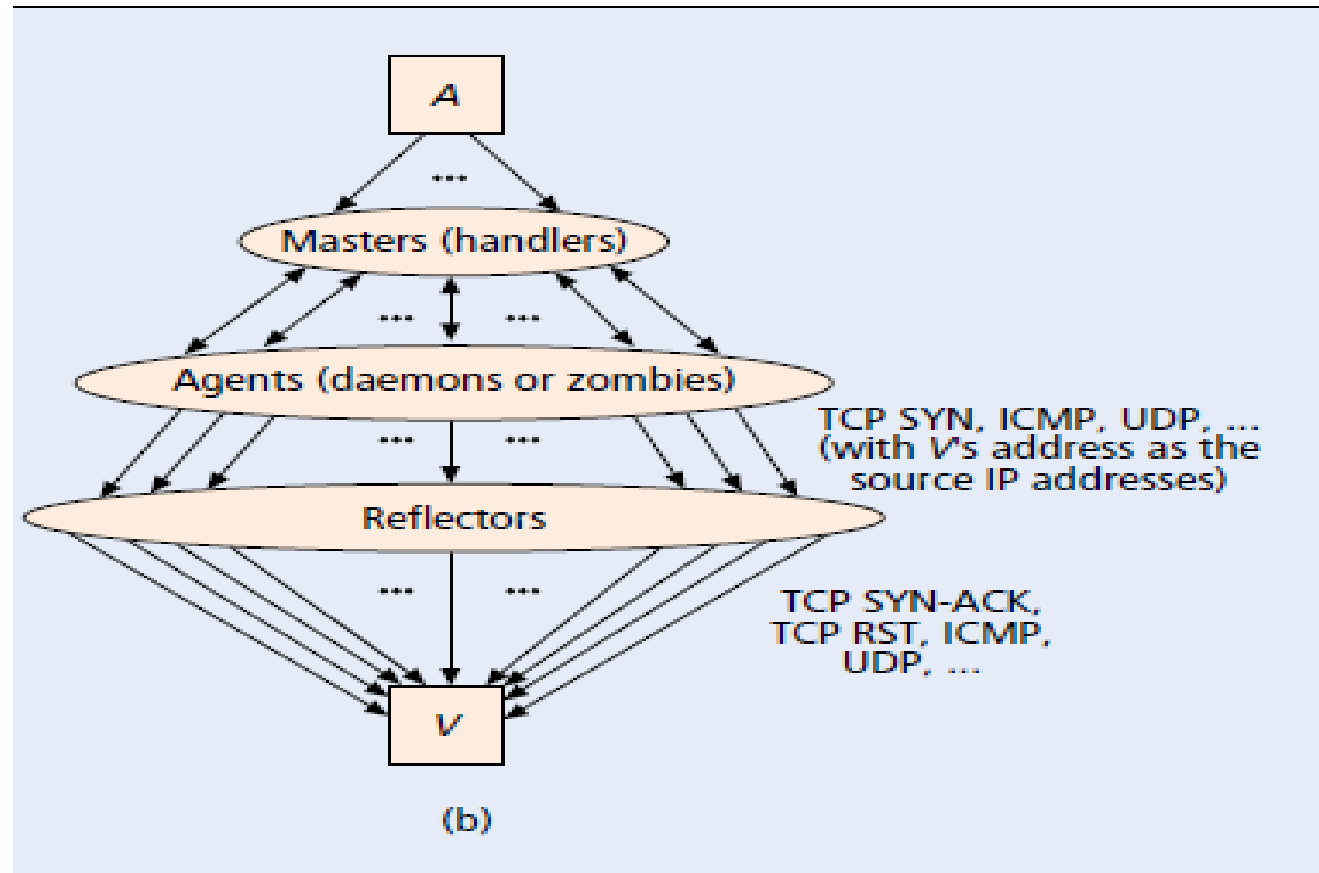 A
...
Masters (handlers)
... ...
Agents (daemons or zombies)
TCP SYN, ICMP, UDP, ...
(with V's address as the
source IP addresses)
... ...
Reflectors
... ...
TCP SYN-ACK,
TCP RST, ICMP,
UDP, ...
V
(b)